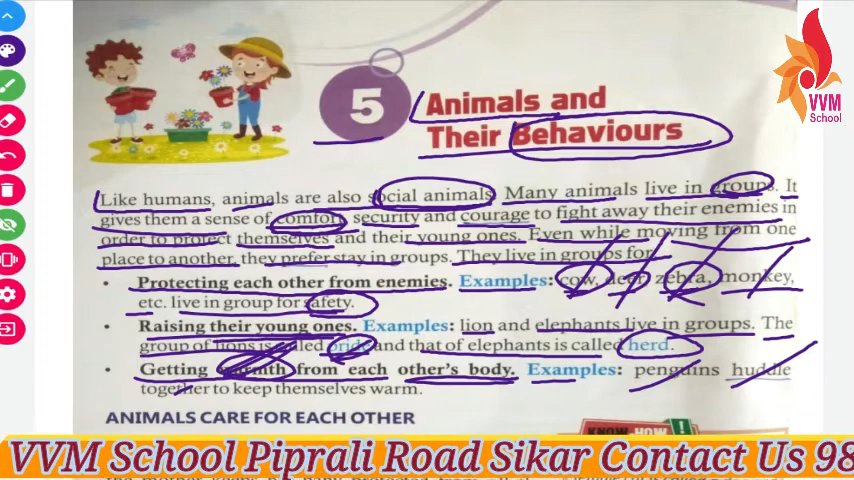 VVM
School
5
Animals and
Their Behaviours
Like humans, animals are also social animals. Many animals live in groups. It
gives them a sense of comfort, security and courage to fight away their enemies in
order to protect themselves and their young ones. Even while moving from one
place to another, they prefer stay in groups. They live in groups for
• Protecting each other from enemies. Examples: cow, deer, zebra, monkey,
etc. live in group for safety.
• Raising their young ones. Examples: lion and elephants live in groups. The
group of lions is called pride and that of elephants is called herd.
• Getting warmth from each other's body. Examples: penguins huddle
together to keep themselves warm.
ANIMALS CARE FOR EACH OTHER
KNOW-HOW!
VVM School Piprali Road Sikar Contact Us 98